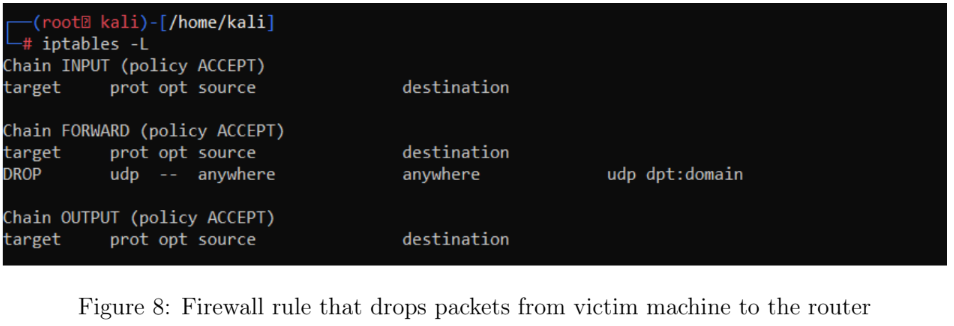 ┌──(root㉿ kali)-[/home/kali]
└─# iptables -L
Chain INPUT (policy ACCEPT)
target     prot opt source               destination
Chain FORWARD (policy ACCEPT)
target     prot opt source               destination
DROP       udp  --  anywhere             anywhere             udp dpt:domain
Chain OUTPUT (policy ACCEPT)
target     prot opt source               destination
Figure 8: Firewall rule that drops packets from victim machine to the router